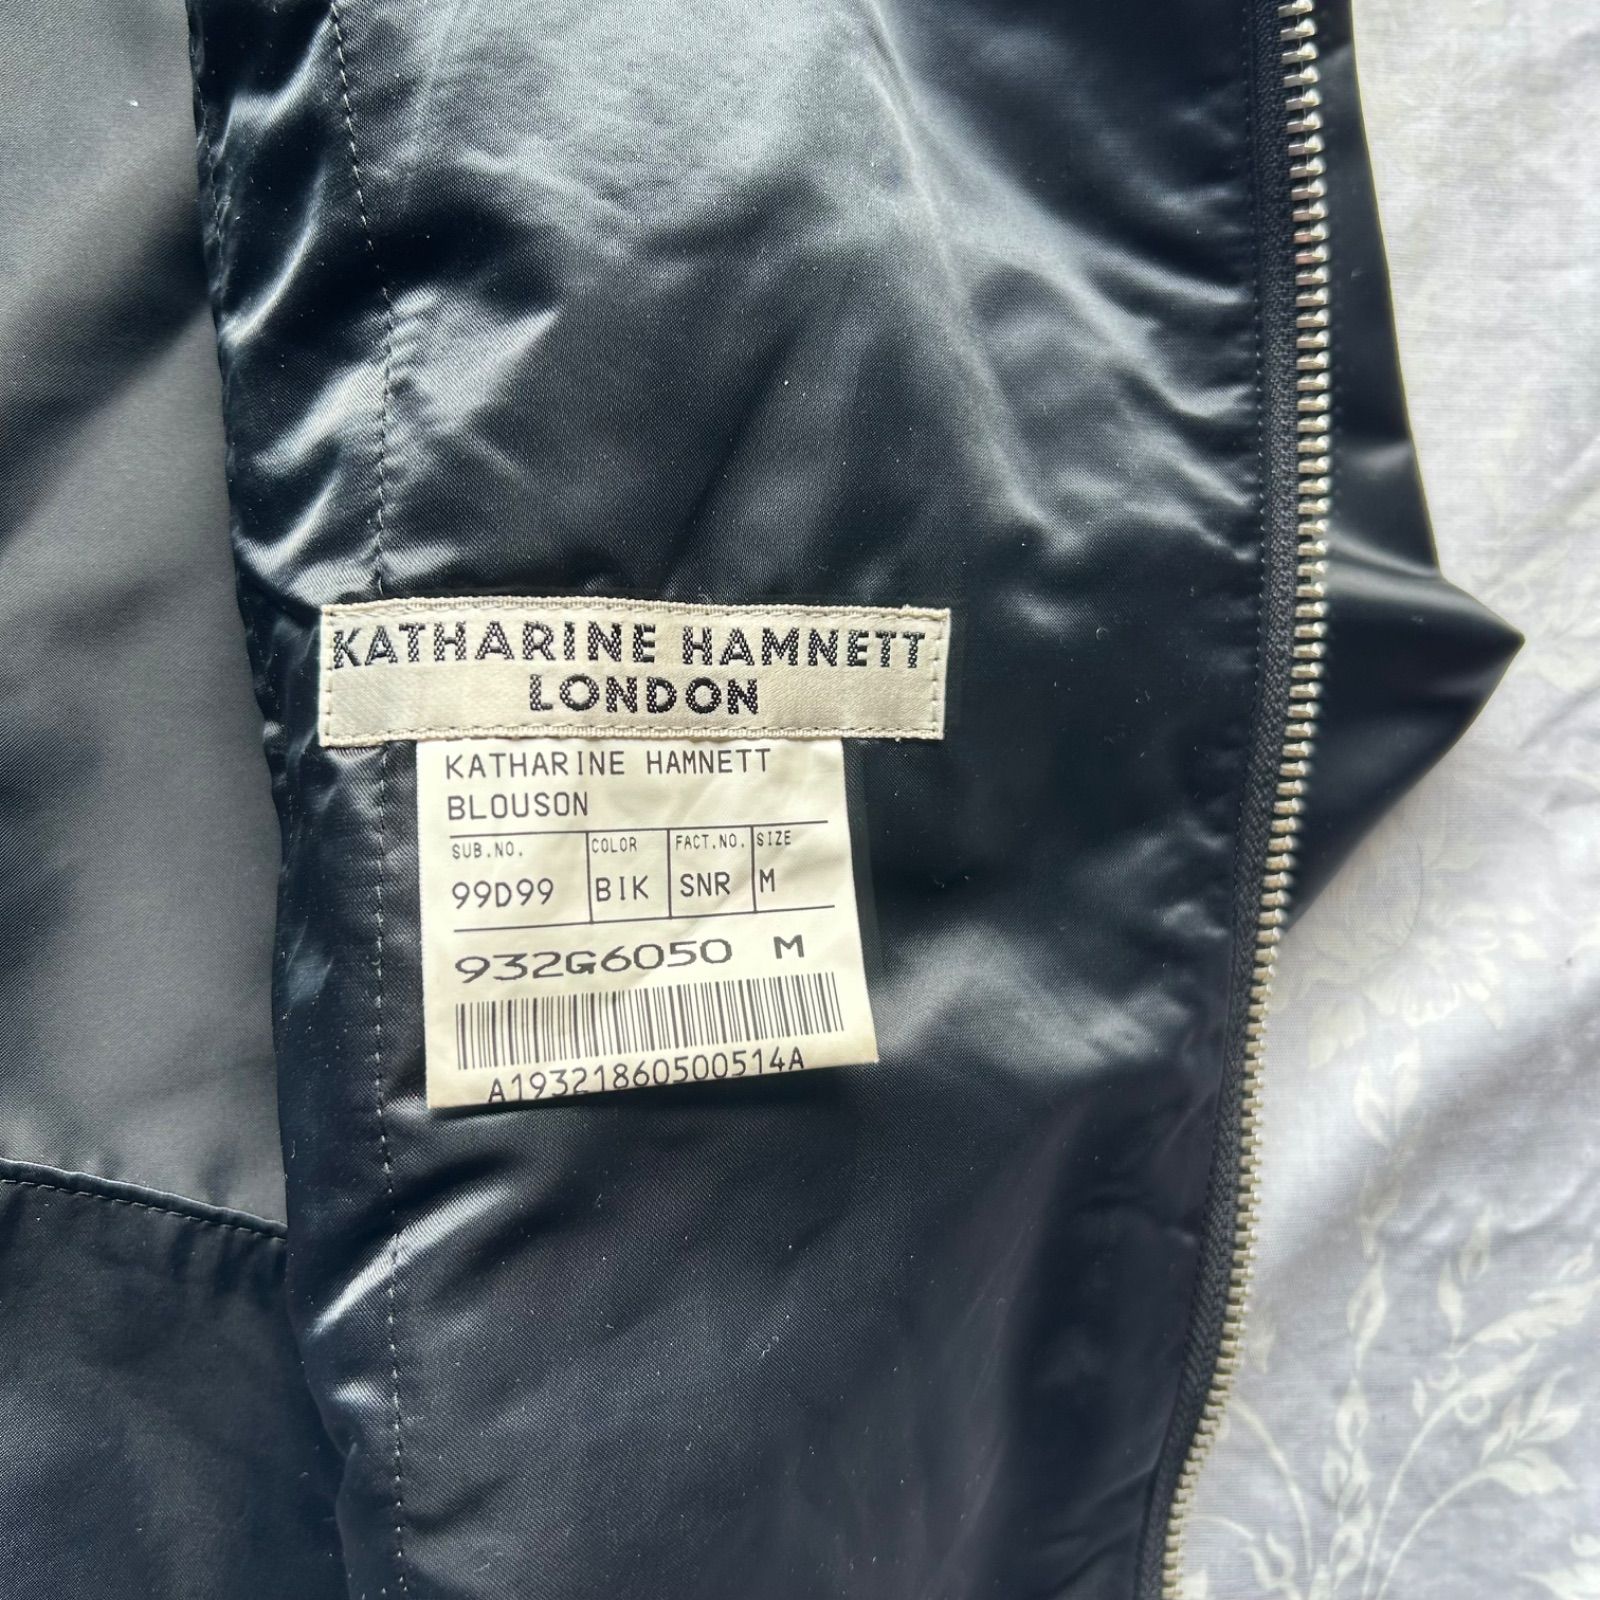 KATHARINE HAMNETT
LONDON
KATHARINE HAMNETT
BLOUSON
SUB.NO. COLOR FACT.NO. SIZE
99D99 BIK SNR M
932G6050 M
A19321860500514A